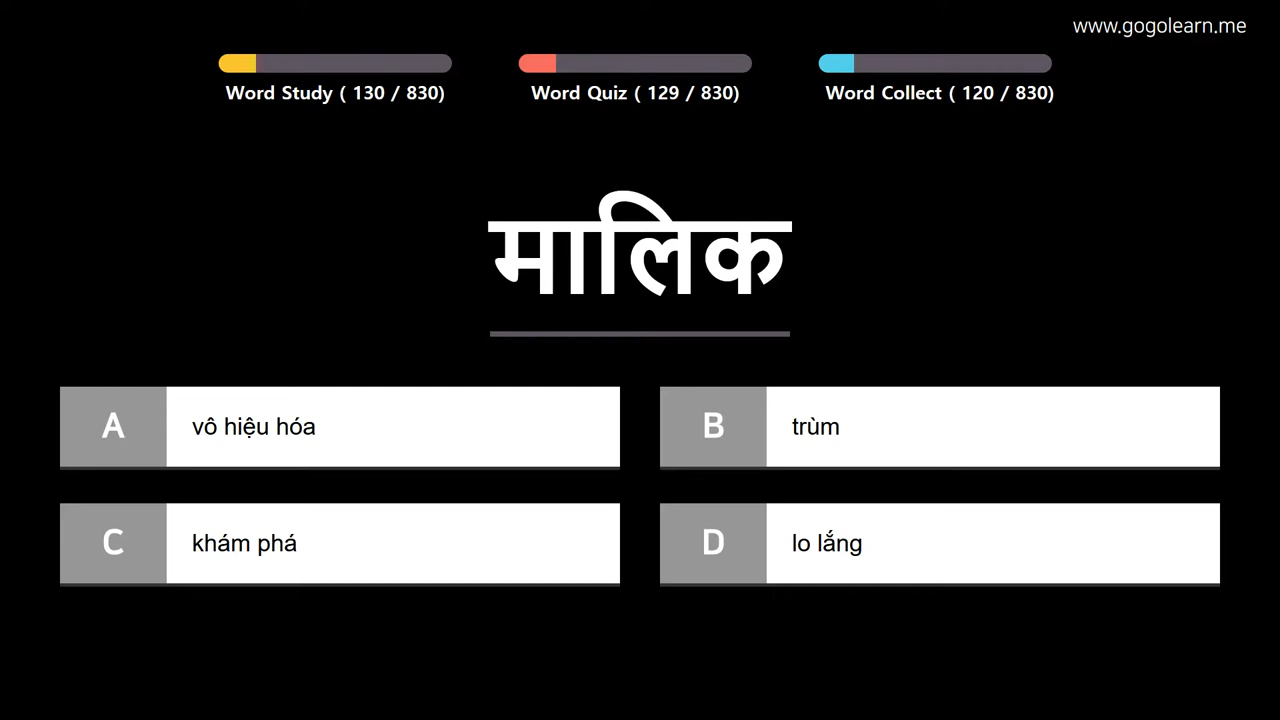 www.gogolearn.me
Word Study ( 130 / 830)
Word Quiz ( 129 / 830)
Word Collect ( 120 / 830)
मालिक
A vô hiệu hóa
B trùm
C khám phá
D lo lắng